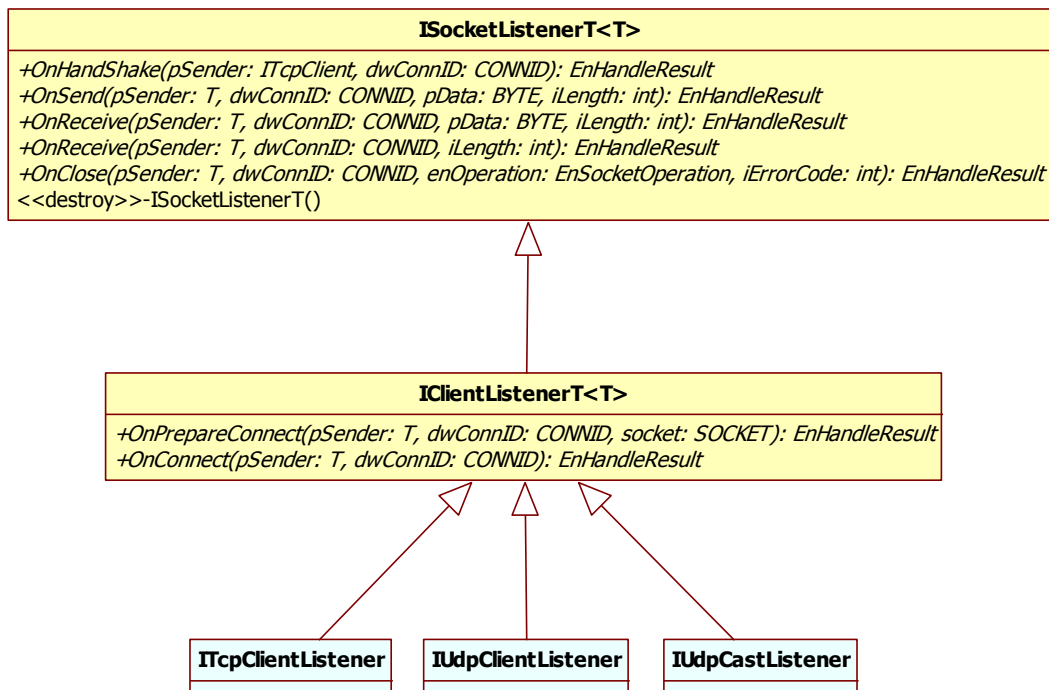 ISocketListenerT<T>
+OnHandShake(pSender: ITcpClient, dwConnID: CONNID): EnHandleResult
+OnSend(pSender: T, dwConnID: CONNID, pData: BYTE, iLength: int): EnHandleResult
+OnReceive(pSender: T, dwConnID: CONNID, pData: BYTE, iLength: int): EnHandleResult
+OnReceive(pSender: T, dwConnID: CONNID, iLength: int): EnHandleResult
+OnClose(pSender: T, dwConnID: CONNID, enOperation: EnSocketOperation, iErrorCode: int): EnHandleResult
<<destroy>>-ISocketListenerT()
IClientListenerT<T>
+OnPrepareConnect(pSender: T, dwConnID: CONNID, socket: SOCKET): EnHandleResult
+OnConnect(pSender: T, dwConnID: CONNID): EnHandleResult
ITcpClientListener IUdpClientListener IUdpCastListener